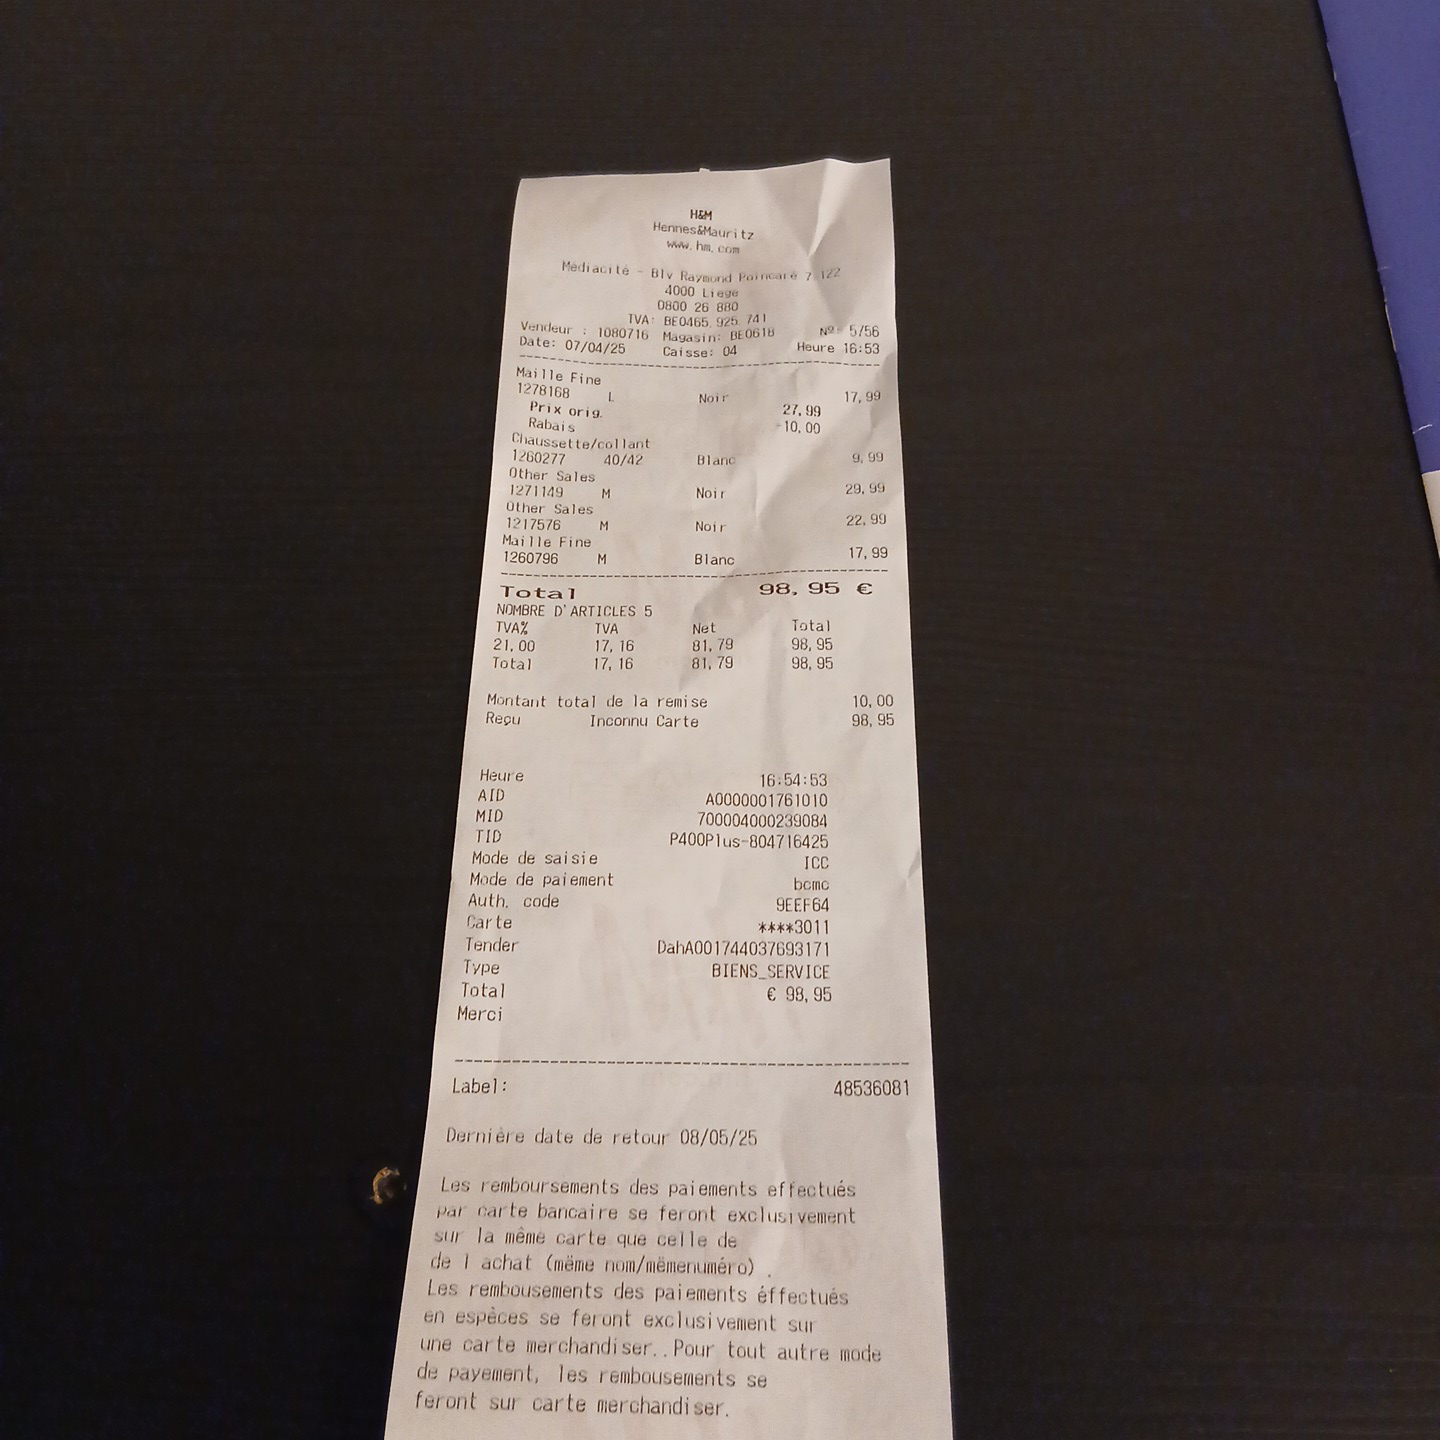 H&M
Hennes&Mauritz
www.hm.com
Médiacité - Blv Raymond Poincaré 7 122
4000 Liege
0800 26 880
TVA: BE0465.925.741
Vendeur : 1080716 Magasin: BE0618 Nº= 5/56
Date: 07/04/25 Caisse: 04 Heure 16:53
Maille Fine
1278168 L Noir 17,99
Prix orig. 27,99
Rabais -10,00
Chaussette/collant
1260277 40/42 Blanc 9,99
Other Sales
1271149 M Noir 29,99
Other Sales
1217576 M Noir 22,99
Maille Fine
1260796 M Blanc 17,99
Total 98,95 €
NOMBRE D'ARTICLES 5
TVA% TVA Net Total
21,00 17,16 81,79 98,95
Total 17,16 81,79 98,95
Montant total de la remise 10,00
Reçu Inconnu Carte 98,95
Heure 16:54:53
AID A0000001761010
MID 700004000239084
TID P400Plus-804716425
Mode de saisie ICC
Mode de paiement bcmc
Auth. code 9EEF64
Carte ****3011
Tender DahA001744037693171
Type BIENS_SERVICE
Total € 98,95
Merci
Label: 48536081
Dernière date de retour 08/05/25
Les remboursements des paiements effectués
par carte bancaire se feront exclusivement
sur la même carte que celle de
de l achat (mëme nom/mëmenuméro) .
Les rembousements des paiements éffectués
en espèces se feront exclusivement sur
une carte merchandiser..Pour tout autre mode
de payement, les rembousements se
feront sur carte merchandiser.